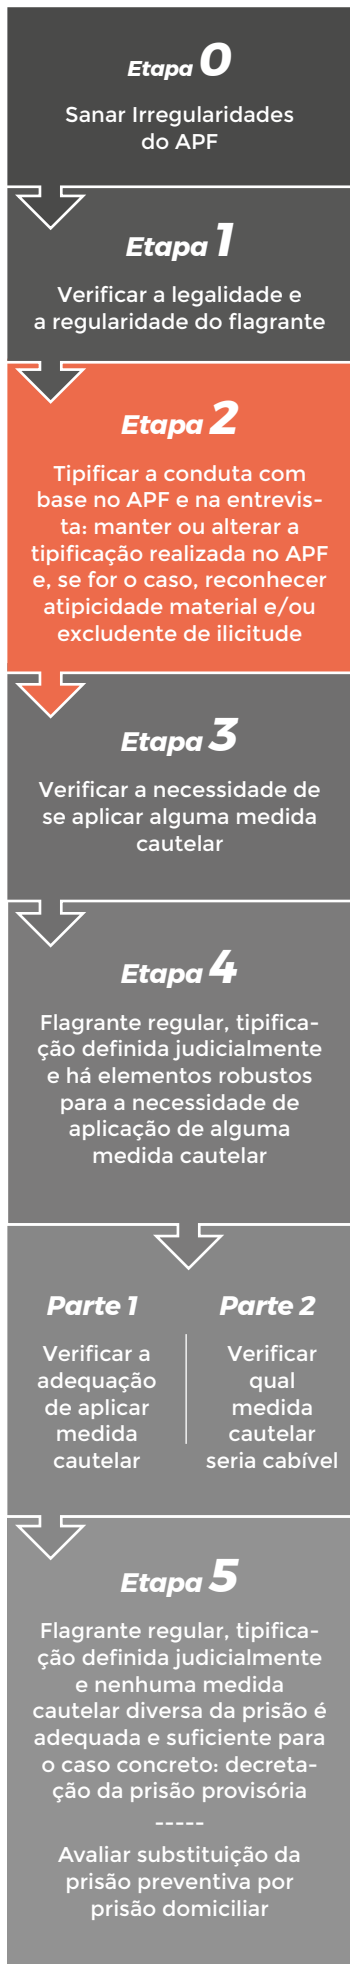 Etapa 0
Sanar Irregularidades
do APF
Etapa 1
Verificar a legalidade e
a regularidade do flagrante
Etapa 2
Tipificar a conduta com
base no APF e na entrevis-
ta: manter ou alterar a
tipificação realizada no APF
e, se for o caso, reconhecer
atipicidade material e/ou
excludente de ilicitude
Etapa 3
Verificar a necessidade de
se aplicar alguma medida
cautelar
Etapa 4
Flagrante regular, tipifica-
ção definida judicialmente
e há elementos robustos
para a necessidade de
aplicação de alguma
medida cautelar
Parte 1
Verificar a
adequação
de aplicar
medida
cautelar
Parte 2
Verificar
qual
medida
cautelar
seria cabível
Etapa 5
Flagrante regular, tipifica-
ção definida judicialmente
e nenhuma medida
cautelar diversa da prisão é
adequada e suficiente para
o caso concreto: decreta-
ção da prisão provisória
-----
Avaliar substituição da
prisão preventiva por
prisão domiciliar